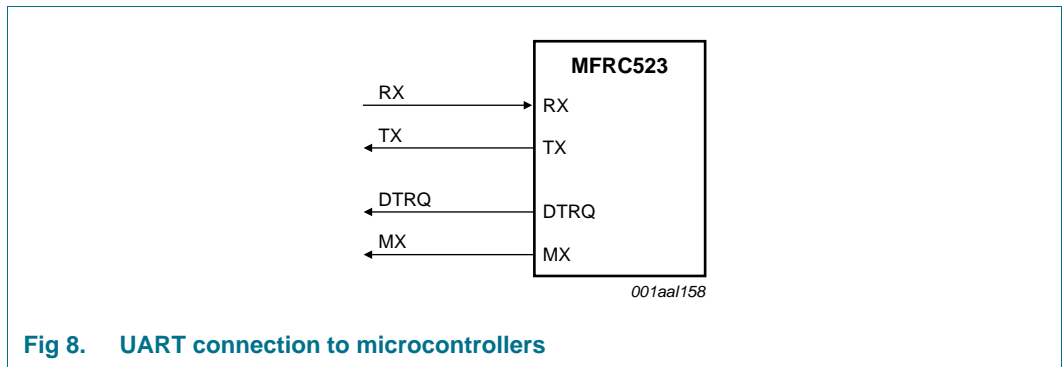 MFRC523
RX
RX
TX
TX
DTRQ
DTRQ
MX
MX
001aal158
Fig 8. UART connection to microcontrollers